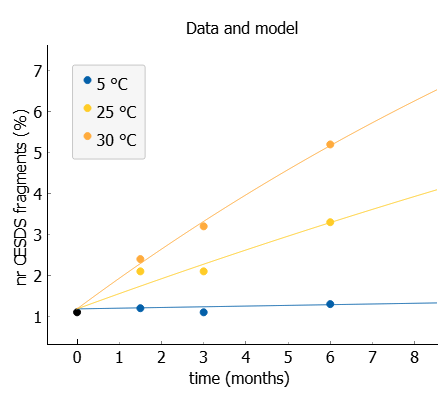 Data and model
7
6
5
4
3
2
1
5 °C
25 °C
30 °C
nr CESDS fragments (%)
0 1 2 3 4 5 6 7 8
time (months)